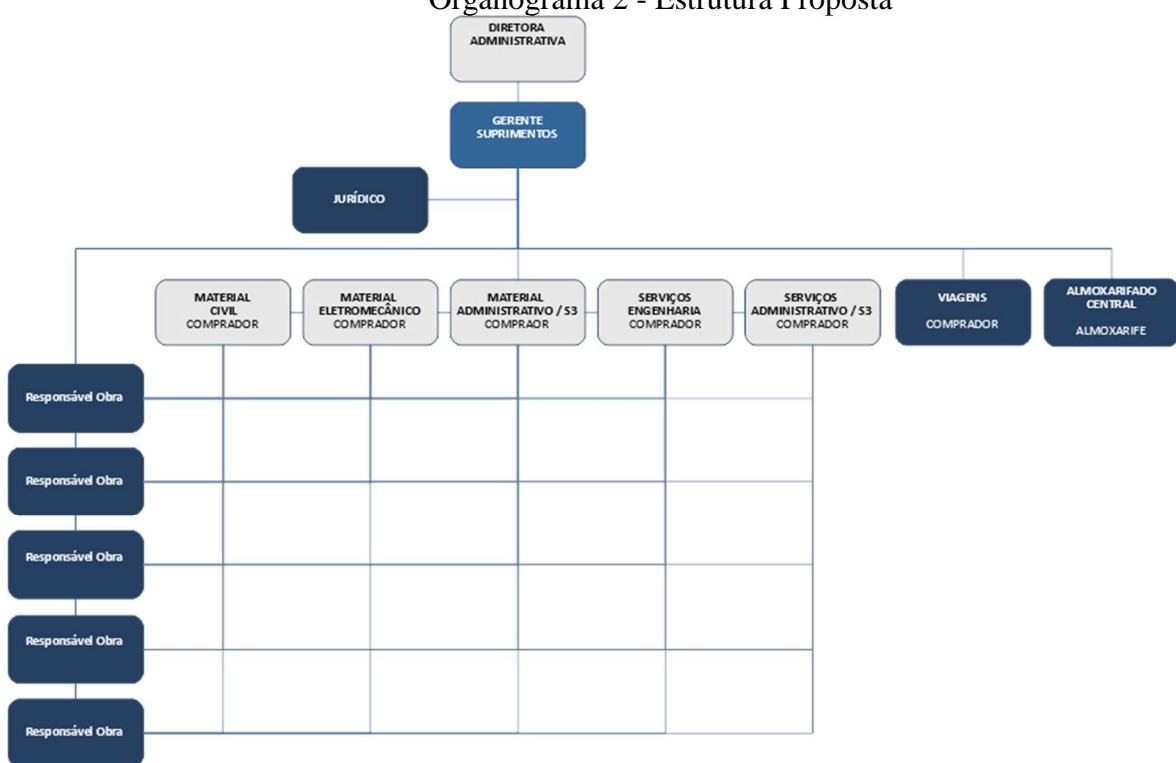 Organograma 2 - Estrutura Proposta
DIRETORA
ADMINISTRATIVA
GERENTE
SUPRIMENTOS
JURÍDICO
MATERIAL
CIVIL
COMPRADOR
MATERIAL
ELETROMECÂNICO
COMPRADOR
MATERIAL
ADMINISTRATIVO / S3
COMPRAOR
SERVIÇOS
ENGENHARIA
COMPRADOR
SERVIÇOS
ADMINISTRATIVO / S3
COMPRADOR
VIAGENS
COMPRADOR
ALMOXARIFADO
CENTRAL
ALMOXARIFE
Responsável Obra
Responsável Obra
Responsável Obra
Responsável Obra
Responsável Obra